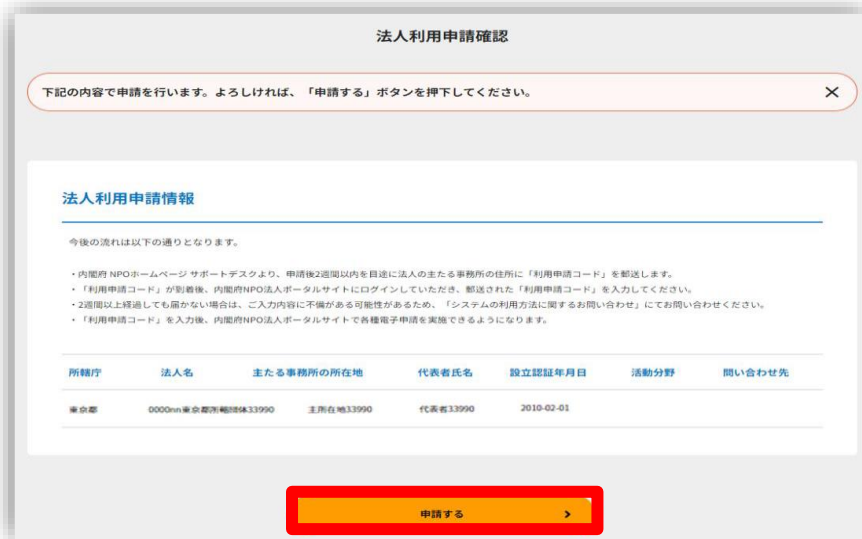 法人利用申請確認
下記の内容で申請を行います。よろしければ、「申請する」ボタンを押下してください。
法人利用申請情報
今後の流れは以下の通りとなります。
・内閣府 NPOホームページ サポートデスクより、申請後2週間以内を目途に法人の主たる事務所の住所に「利用申請コード」を郵送します。
・「利用申請コード」が到着後、内閣府NPO法人ポータルサイトにログインしていただき、郵送された「利用申請コード」を入力してください。
・2週間以上経過しても届かない場合は、ご入力内容に不備がある可能性があるため、「システムの利用方法に関するお問い合わせ」にてお問い合わせください。
・「利用申請コード」を入力後、内閣府NPO法人ポータルサイトで各種電子申請を実施できるようになります。
所轄庁 法人名 主たる事務所の所在地 代表者氏名 設立認証年月日 活動分野 問い合わせ先
東京都 0000nn東京都所轄団体33990 主所在地33990 代表者33990 2010-02-01
申請する